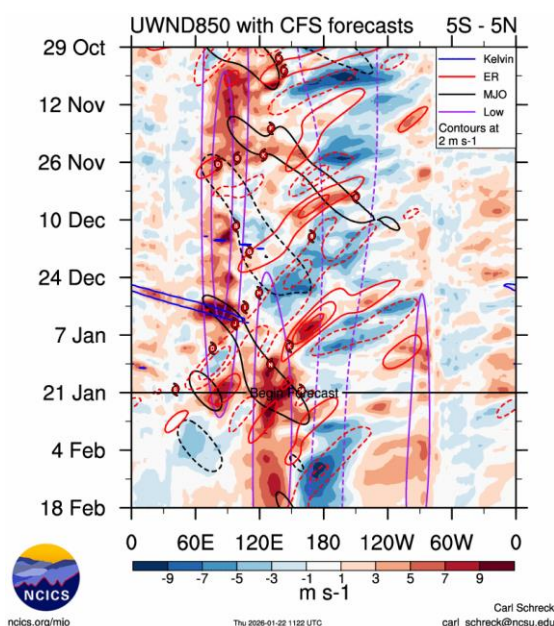 UWND850 with CFS forecasts 5S - 5N
29 Oct
12 Nov
26 Nov
10 Dec
24 Dec
7 Jan
21 Jan
4 Feb
18 Feb
Kelvin
ER
MJO
Low
Contours at
2 m s-1
Begin Forecast
0 60E 120E 180 120W 60W 0
-9 -7 -5 -3 -1 1 3 5 7 9
m s-1
NCICS
ncics.org/mjo
Thu 2026-01-22 1122 UTC
Carl Schreck
carl_schreck@ncsu.edu